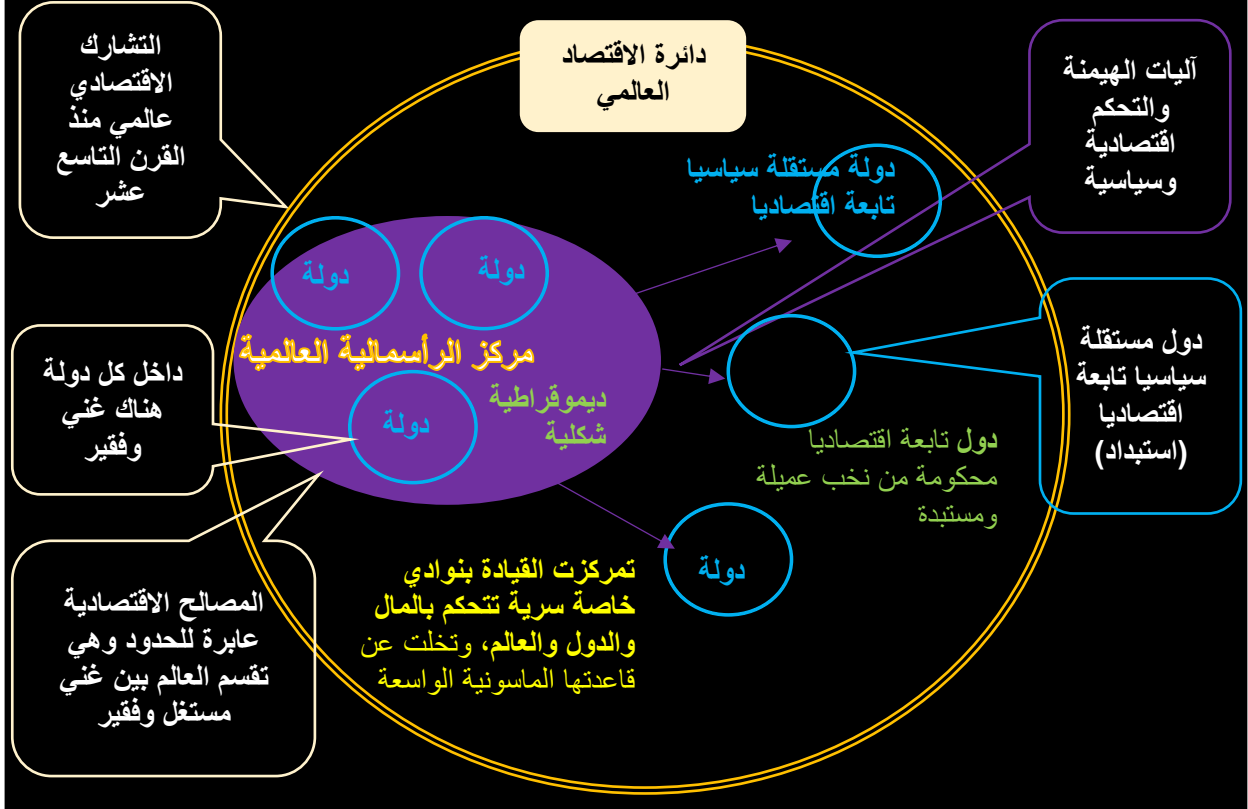 دائرة الاقتصاد
العالمي
آليات الهيمنة
والتحكم
اقتصادية
وسياسية
التشارك
الاقتصادي
عالمي منذ
القرن التاسع
عشر
دولة مستقلة سياسيا
تابعة اقتصاديا
دولة
دولة
مركز الرأسمالية العالمية
ديموقراطية
شكلية
دولة
دول مستقلة
سياسيا تابعة
اقتصاديا
(استبداد)
داخل كل دولة
هناك غني
وفقير
دول تابعة اقتصاديا
محكومة من نخب عميلة
ومستبدة
دولة
تمركزت القيادة بنوادي
خاصة سرية تتحكم بالمال
والدول والعالم، وتخلت عن
قاعدتها الماسونية الواسعة
المصالح الاقتصادية
عابرة للحدود وهي
تقسم العالم بين غني
مستغل وفقير